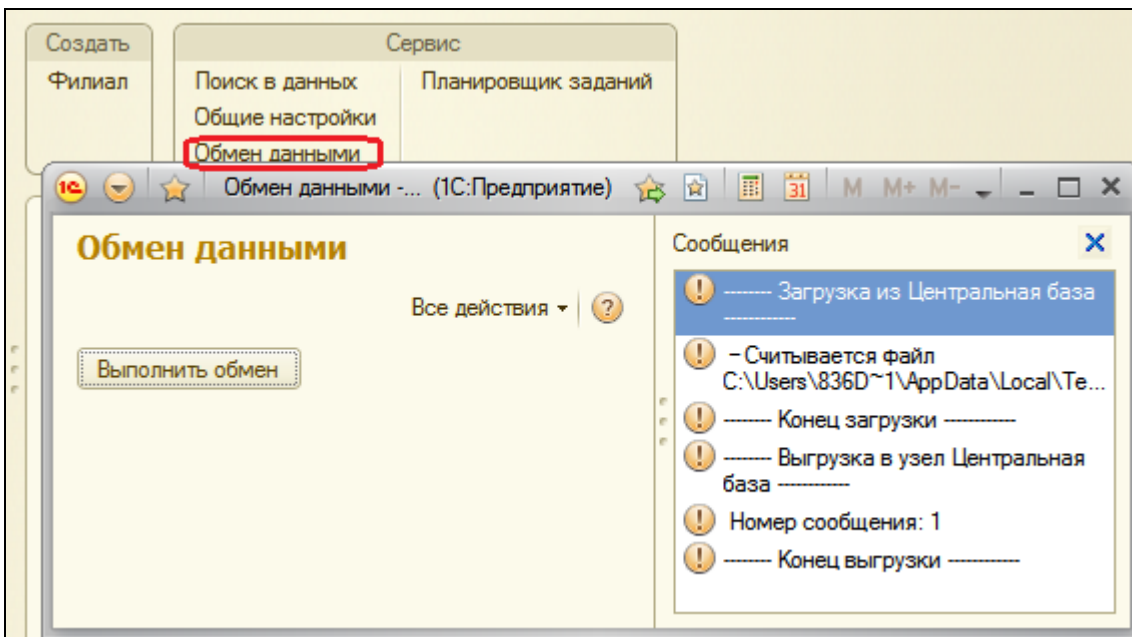 Создать
Сервис
Филиал
Поиск в данных
Планировщик заданий
Общие настройки
Обмен данными
1С
Обмен данными -... (1С:Предприятие)
31
M M+ M-
Обмен данными
Все действия
?
Выполнить обмен
Сообщения
-------- Загрузка из Центральная база
------------
– Считывается файл
C:\Users\836D~1\AppData\Local\Te...
-------- Конец загрузки ------------
-------- Выгрузка в узел Центральная
база ------------
Номер сообщения: 1
-------- Конец выгрузки ------------